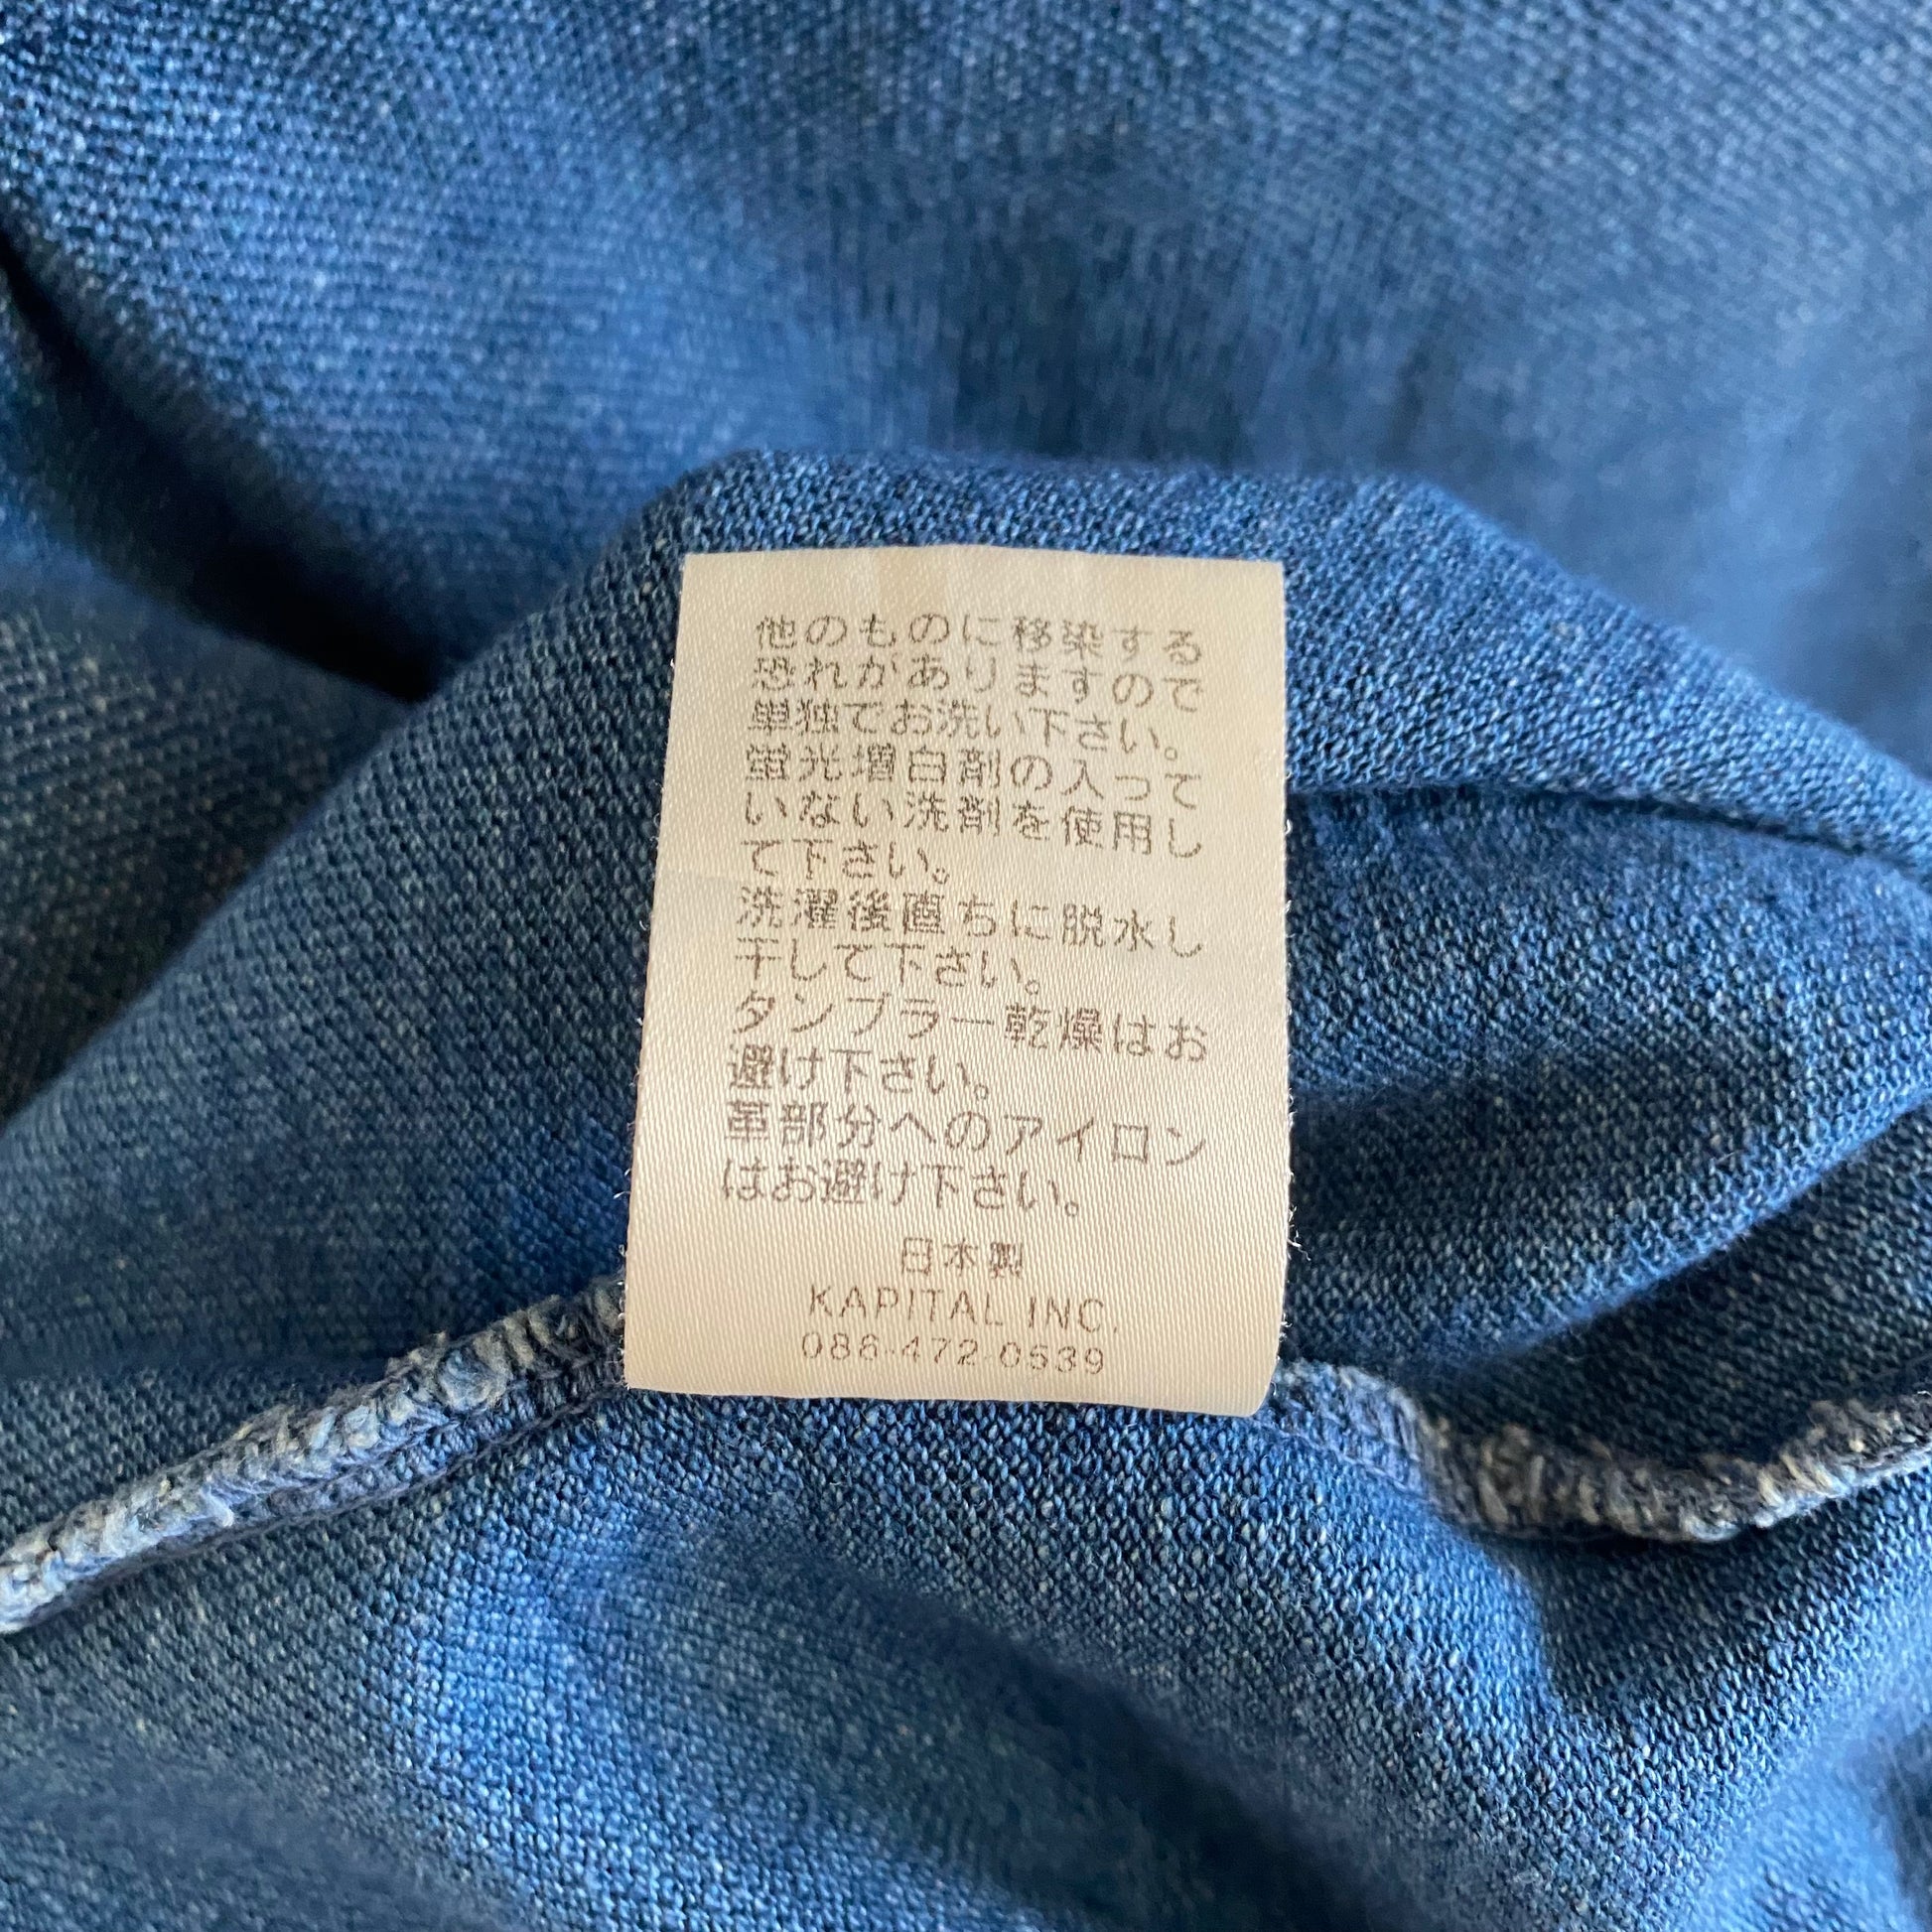 他のものに移染する
恐れがありますので
単独でお洗い下さい。
蛍光増白剤の入って
いない洗剤を使用し
て下さい。
洗濯後直ちに脱水し
干して下さい。
タンブラー乾燥はお
避け下さい。
革部分へのアイロン
はお避け下さい。
日本製
KAPITAL INC.
086-472-0539